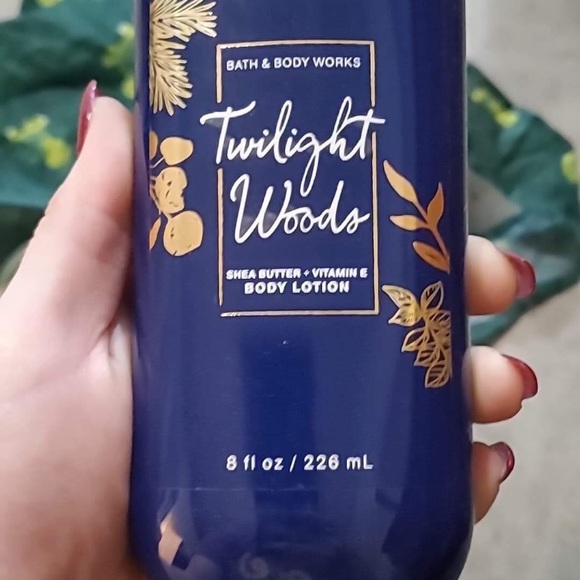 BATH & BODY WORKS
Twilight
Woods
SHEA BUTTER + VITAMIN E
BODY LOTION
8 fl oz / 226 mL